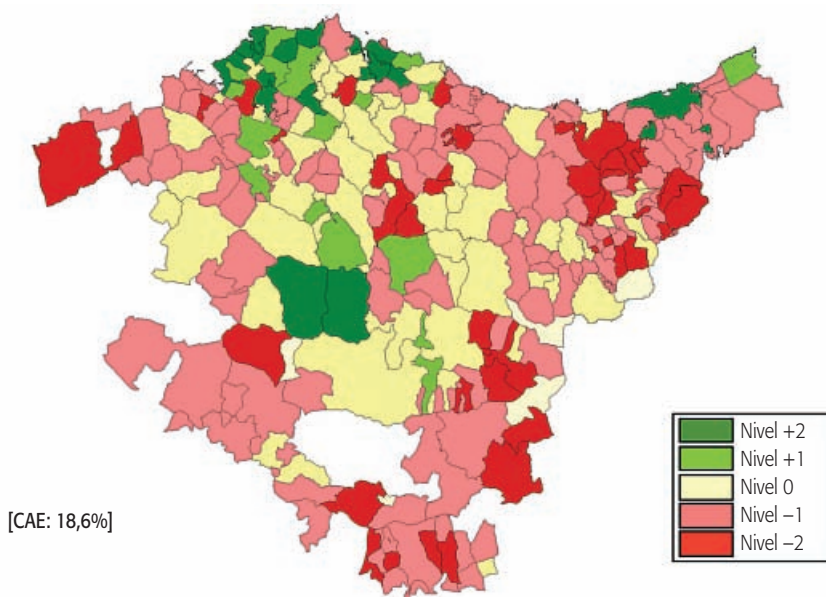 Nivel +2
Nivel +1
Nivel 0
Nivel –1
Nivel –2
[CAE: 18,6%]